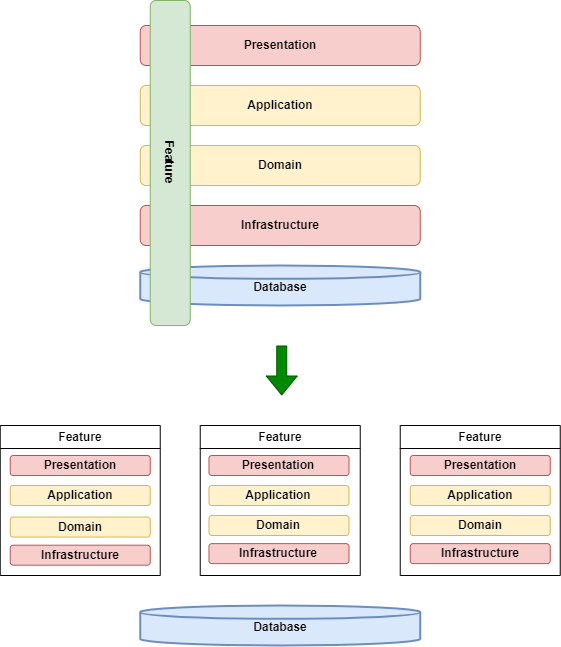 Presentation
Application
Feature
Domain
Infrastructure
Database
Feature
Presentation
Application
Domain
Infrastructure
Feature
Presentation
Application
Domain
Infrastructure
Feature
Presentation
Application
Domain
Infrastructure
Database